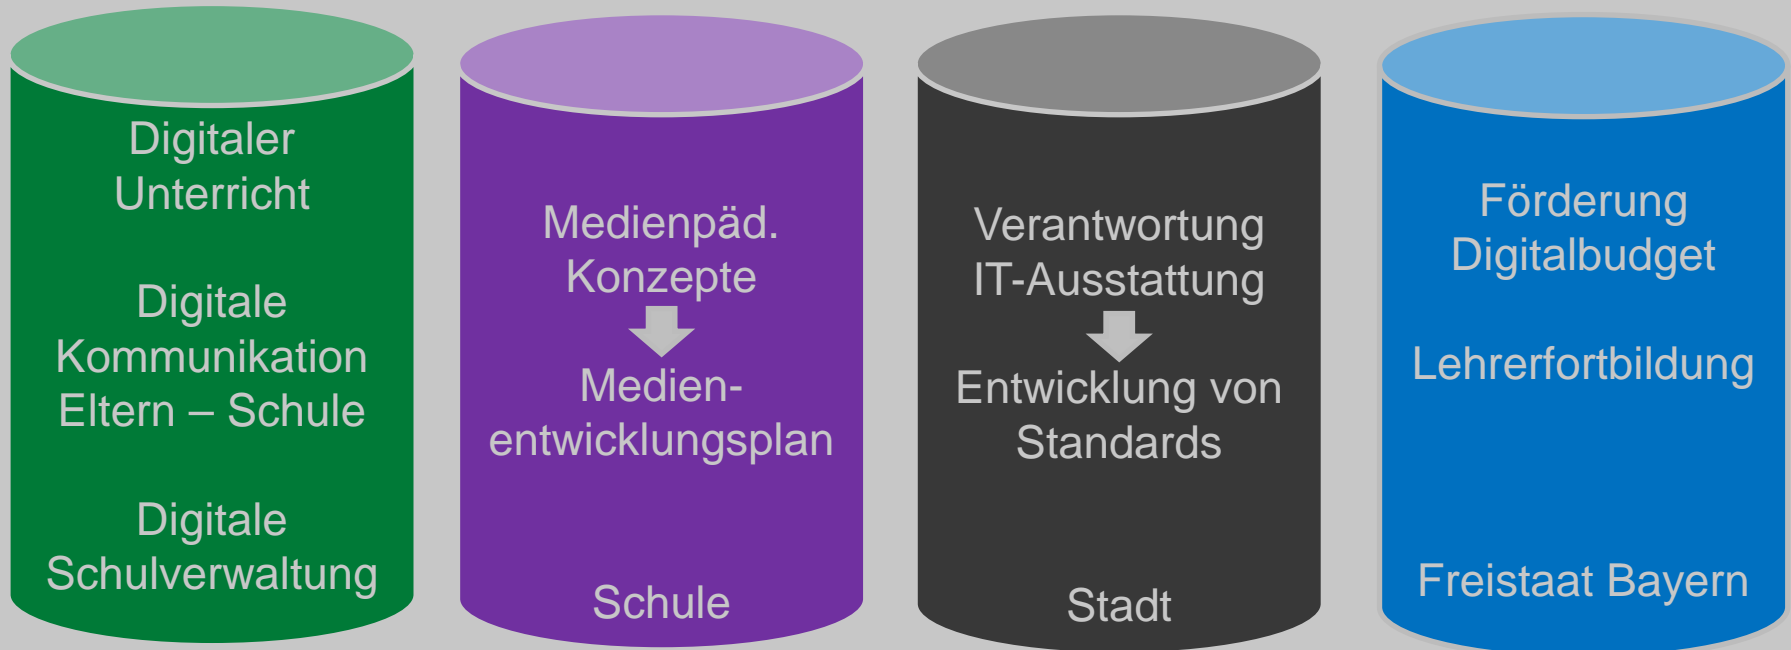 Digitaler
Unterricht
Digitale
Kommunikation
Eltern – Schule
Digitale
Schulverwaltung
Medienpäd.
Konzepte
Medien-
entwicklungsplan
Schule
Verantwortung
IT-Ausstattung
Entwicklung von
Standards
Stadt
Förderung
Digitalbudget
Lehrerfortbildung
Freistaat Bayern